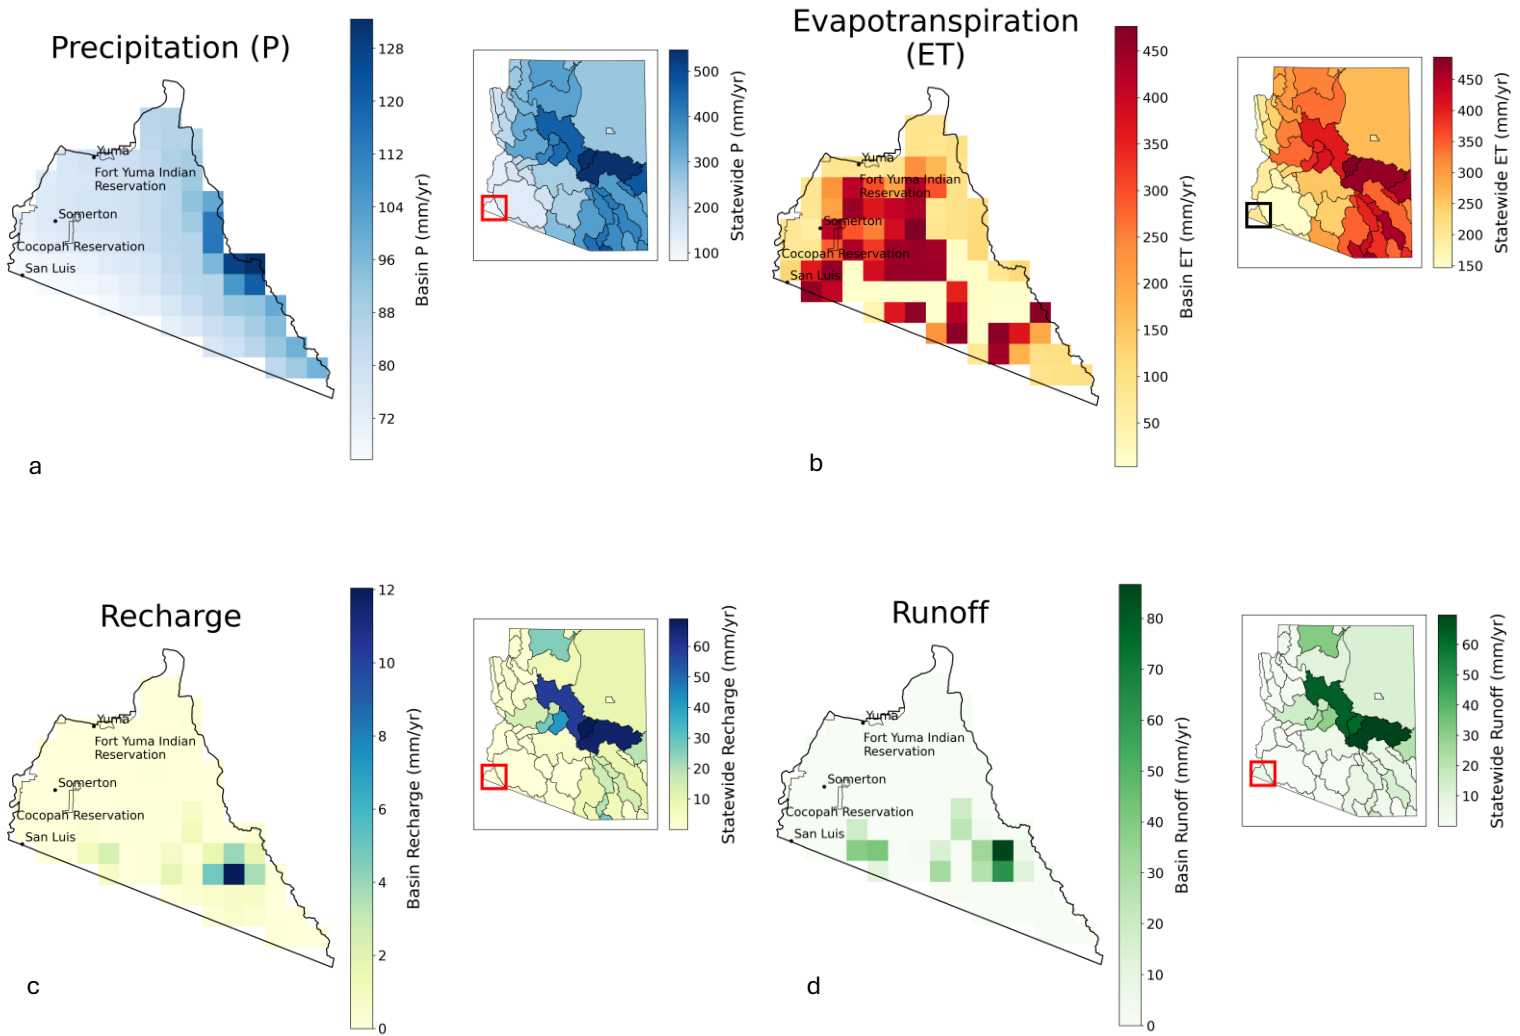 Precipitation (P)
128
120
112
104
96
88
80
72
Basin P (mm/yr)
500
400
300
200
100
Statewide P (mm/yr)
Yuma
Fort Yuma Indian
Reservation
Somerton
Cocopah Reservation
San Luis
a
Evapotranspiration
(ET)
450
400
350
300
250
200
150
100
50
Basin ET (mm/yr)
450
400
350
300
250
200
150
Statewide ET (mm/yr)
Yuma
Fort Yuma Indian
Reservation
Somerton
Cocopah Reservation
San Luis
b
Recharge
12
10
8
6
4
2
0
Basin Recharge (mm/yr)
60
50
40
30
20
10
Statewide Recharge (mm/yr)
Yuma
Fort Yuma Indian
Reservation
Somerton
Cocopah Reservation
San Luis
c
Runoff
80
70
60
50
40
30
20
10
0
Basin Runoff (mm/yr)
60
50
40
30
20
10
Statewide Runoff (mm/yr)
Yuma
Fort Yuma Indian
Reservation
Somerton
Cocopah Reservation
San Luis
d